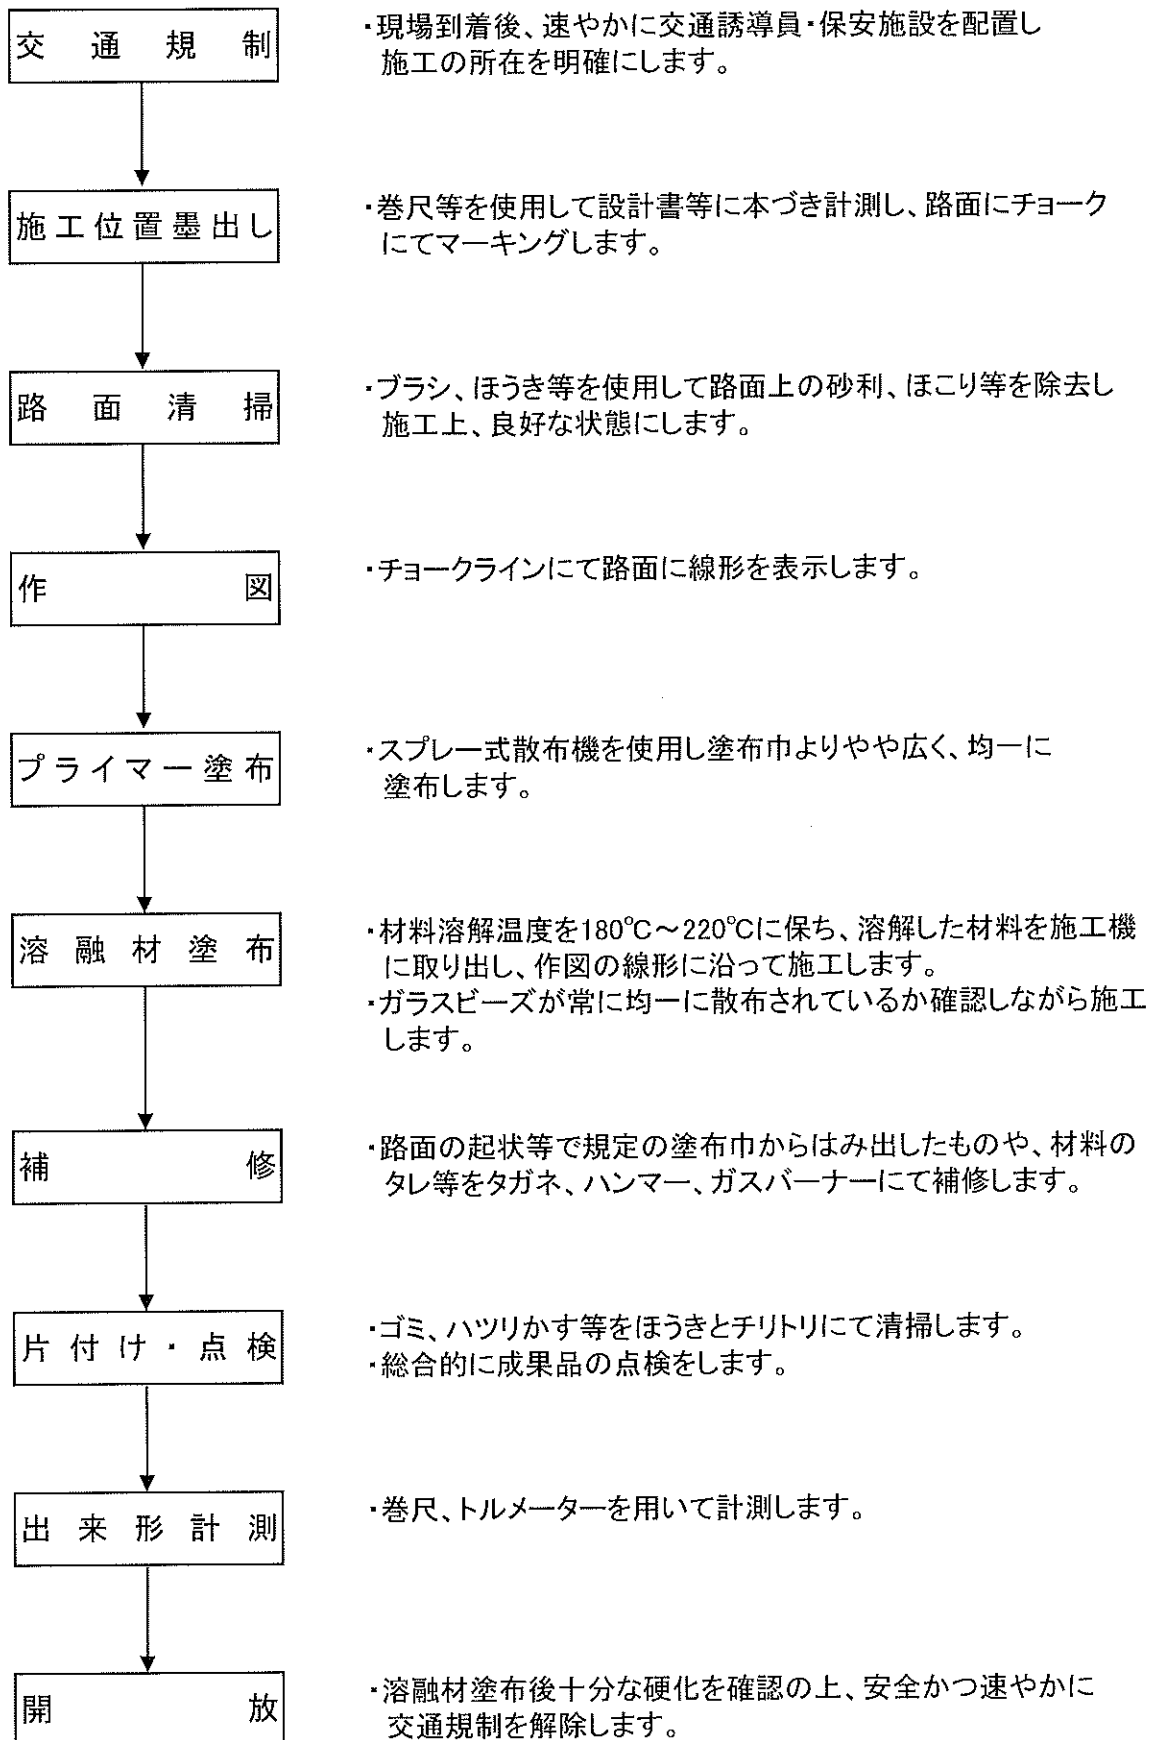 交通規制
・現場到着後、速やかに交通誘導員・保安施設を配置し
施工の所在を明確にします。
施工位置墨出し
・巻尺等を使用して設計書等に本づき計測し、路面にチョーク
にてマーキングします。
路面清掃
・ブラシ、ほうき等を使用して路面上の砂利、ほこり等を除去し
施工上、良好な状態にします。
作図
・チョークラインにて路面に線形を表示します。
プライマー塗布
・スプレー式散布機を使用し塗布巾よりやや広く、均一に
塗布します。
溶融材塗布
・材料溶解温度を180℃～220℃に保ち、溶解した材料を施工機
に取り出し、作図の線形に沿って施工します。
・ガラスビーズが常に均一に散布されているか確認しながら施工
します。
補修
・路面の起状等で規定の塗布巾からはみ出したものや、材料の
タレ等をタガネ、ハンマー、ガスバーナーにて補修します。
片付け・点検
・ゴミ、ハツリかす等をほうきとチリトリにて清掃します。
・総合的に成果品の点検をします。
出来形計測
・巻尺、トルメーターを用いて計測します。
開放
・溶融材塗布後十分な硬化を確認の上、安全かつ速やかに
交通規制を解除します。